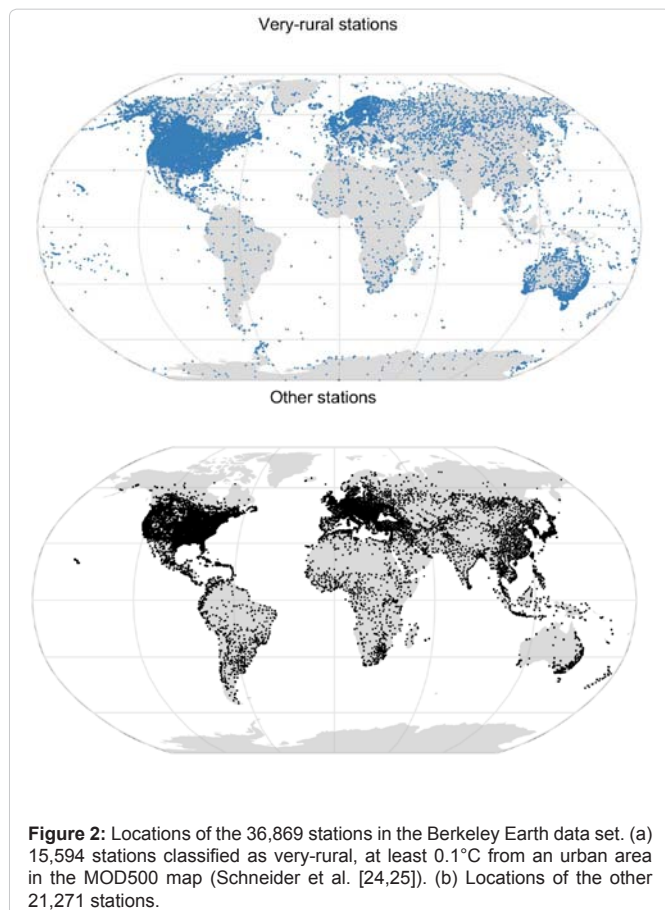 Very-rural stations
Other stations
Figure 2: Locations of the 36,869 stations in the Berkeley Earth data set. (a)
15,594 stations classified as very-rural, at least 0.1°C from an urban area
in the MOD500 map (Schneider et al. [24,25]). (b) Locations of the other
21,271 stations.